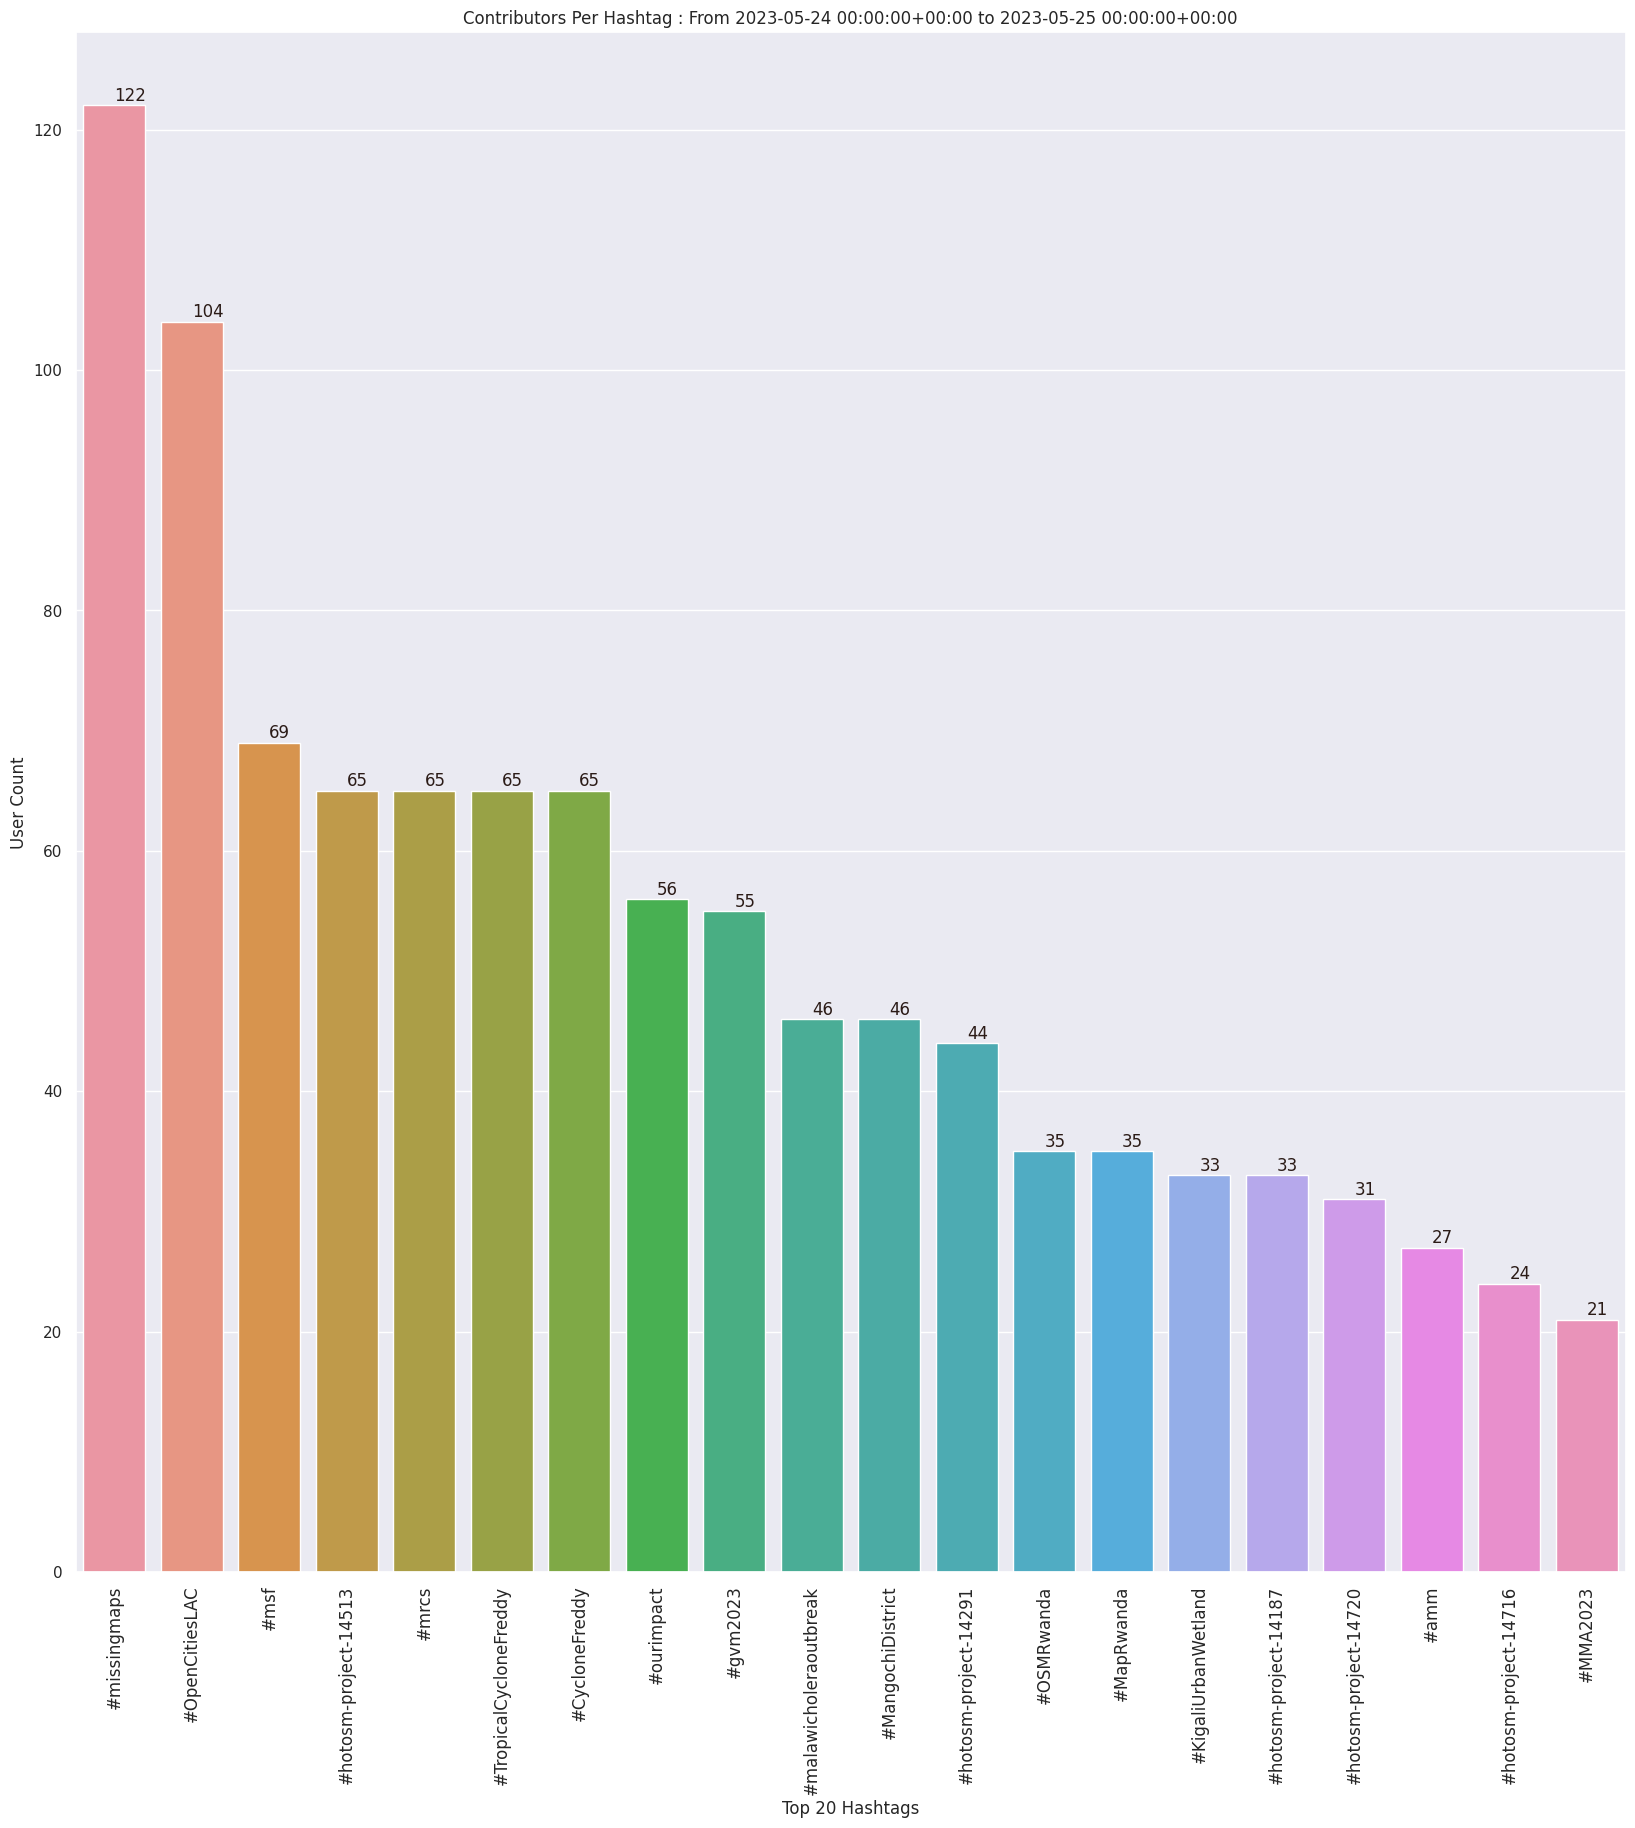 Contributors Per Hashtag : From 2023-05-24 00:00:00+00:00 to 2023-05-25 00:00:00+00:00
User Count
120
100
80
60
40
20
0
122
104
69
65
65
65
65
56
55
46
46
44
35
35
33
33
31
27
24
21
#missingmaps
#OpenCitiesLAC
#msf
#hotosm-project-14513
#mrcs
#TropicalCycloneFreddy
#CycloneFreddy
#ourimpact
#gvm2023
#malawicholeraoutbreak
#MangochiDistrict
#hotosm-project-14291
#OSMRwanda
#MapRwanda
#KigaliUrbanWetland
#hotosm-project-14187
#hotosm-project-14720
#amm
#hotosm-project-14716
#MMA2023
Top 20 Hashtags